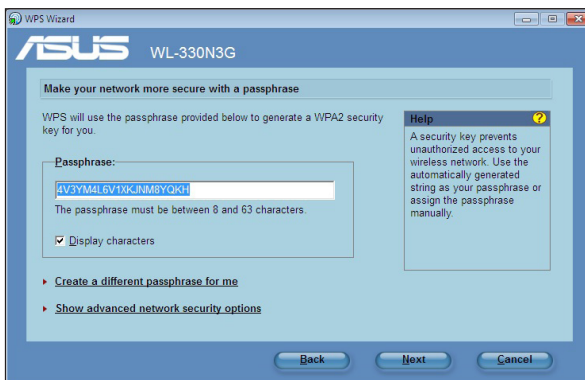 WPS Wizard
ASUS WL-330N3G
Make your network more secure with a passphrase
WPS will use the passphrase provided below to generate a WPA2 security
key for you.
Passphrase:
4V3YM4L6V1XKJNM8YQKH
The passphrase must be between 8 and 63 characters.
Display characters
Create a different passphrase for me
Show advanced network security options
Help
?
A security key prevents
unauthorized access to your
wireless network. Use the
automatically generated
string as your passphrase or
assign the passphrase
manually.
Back Next Cancel